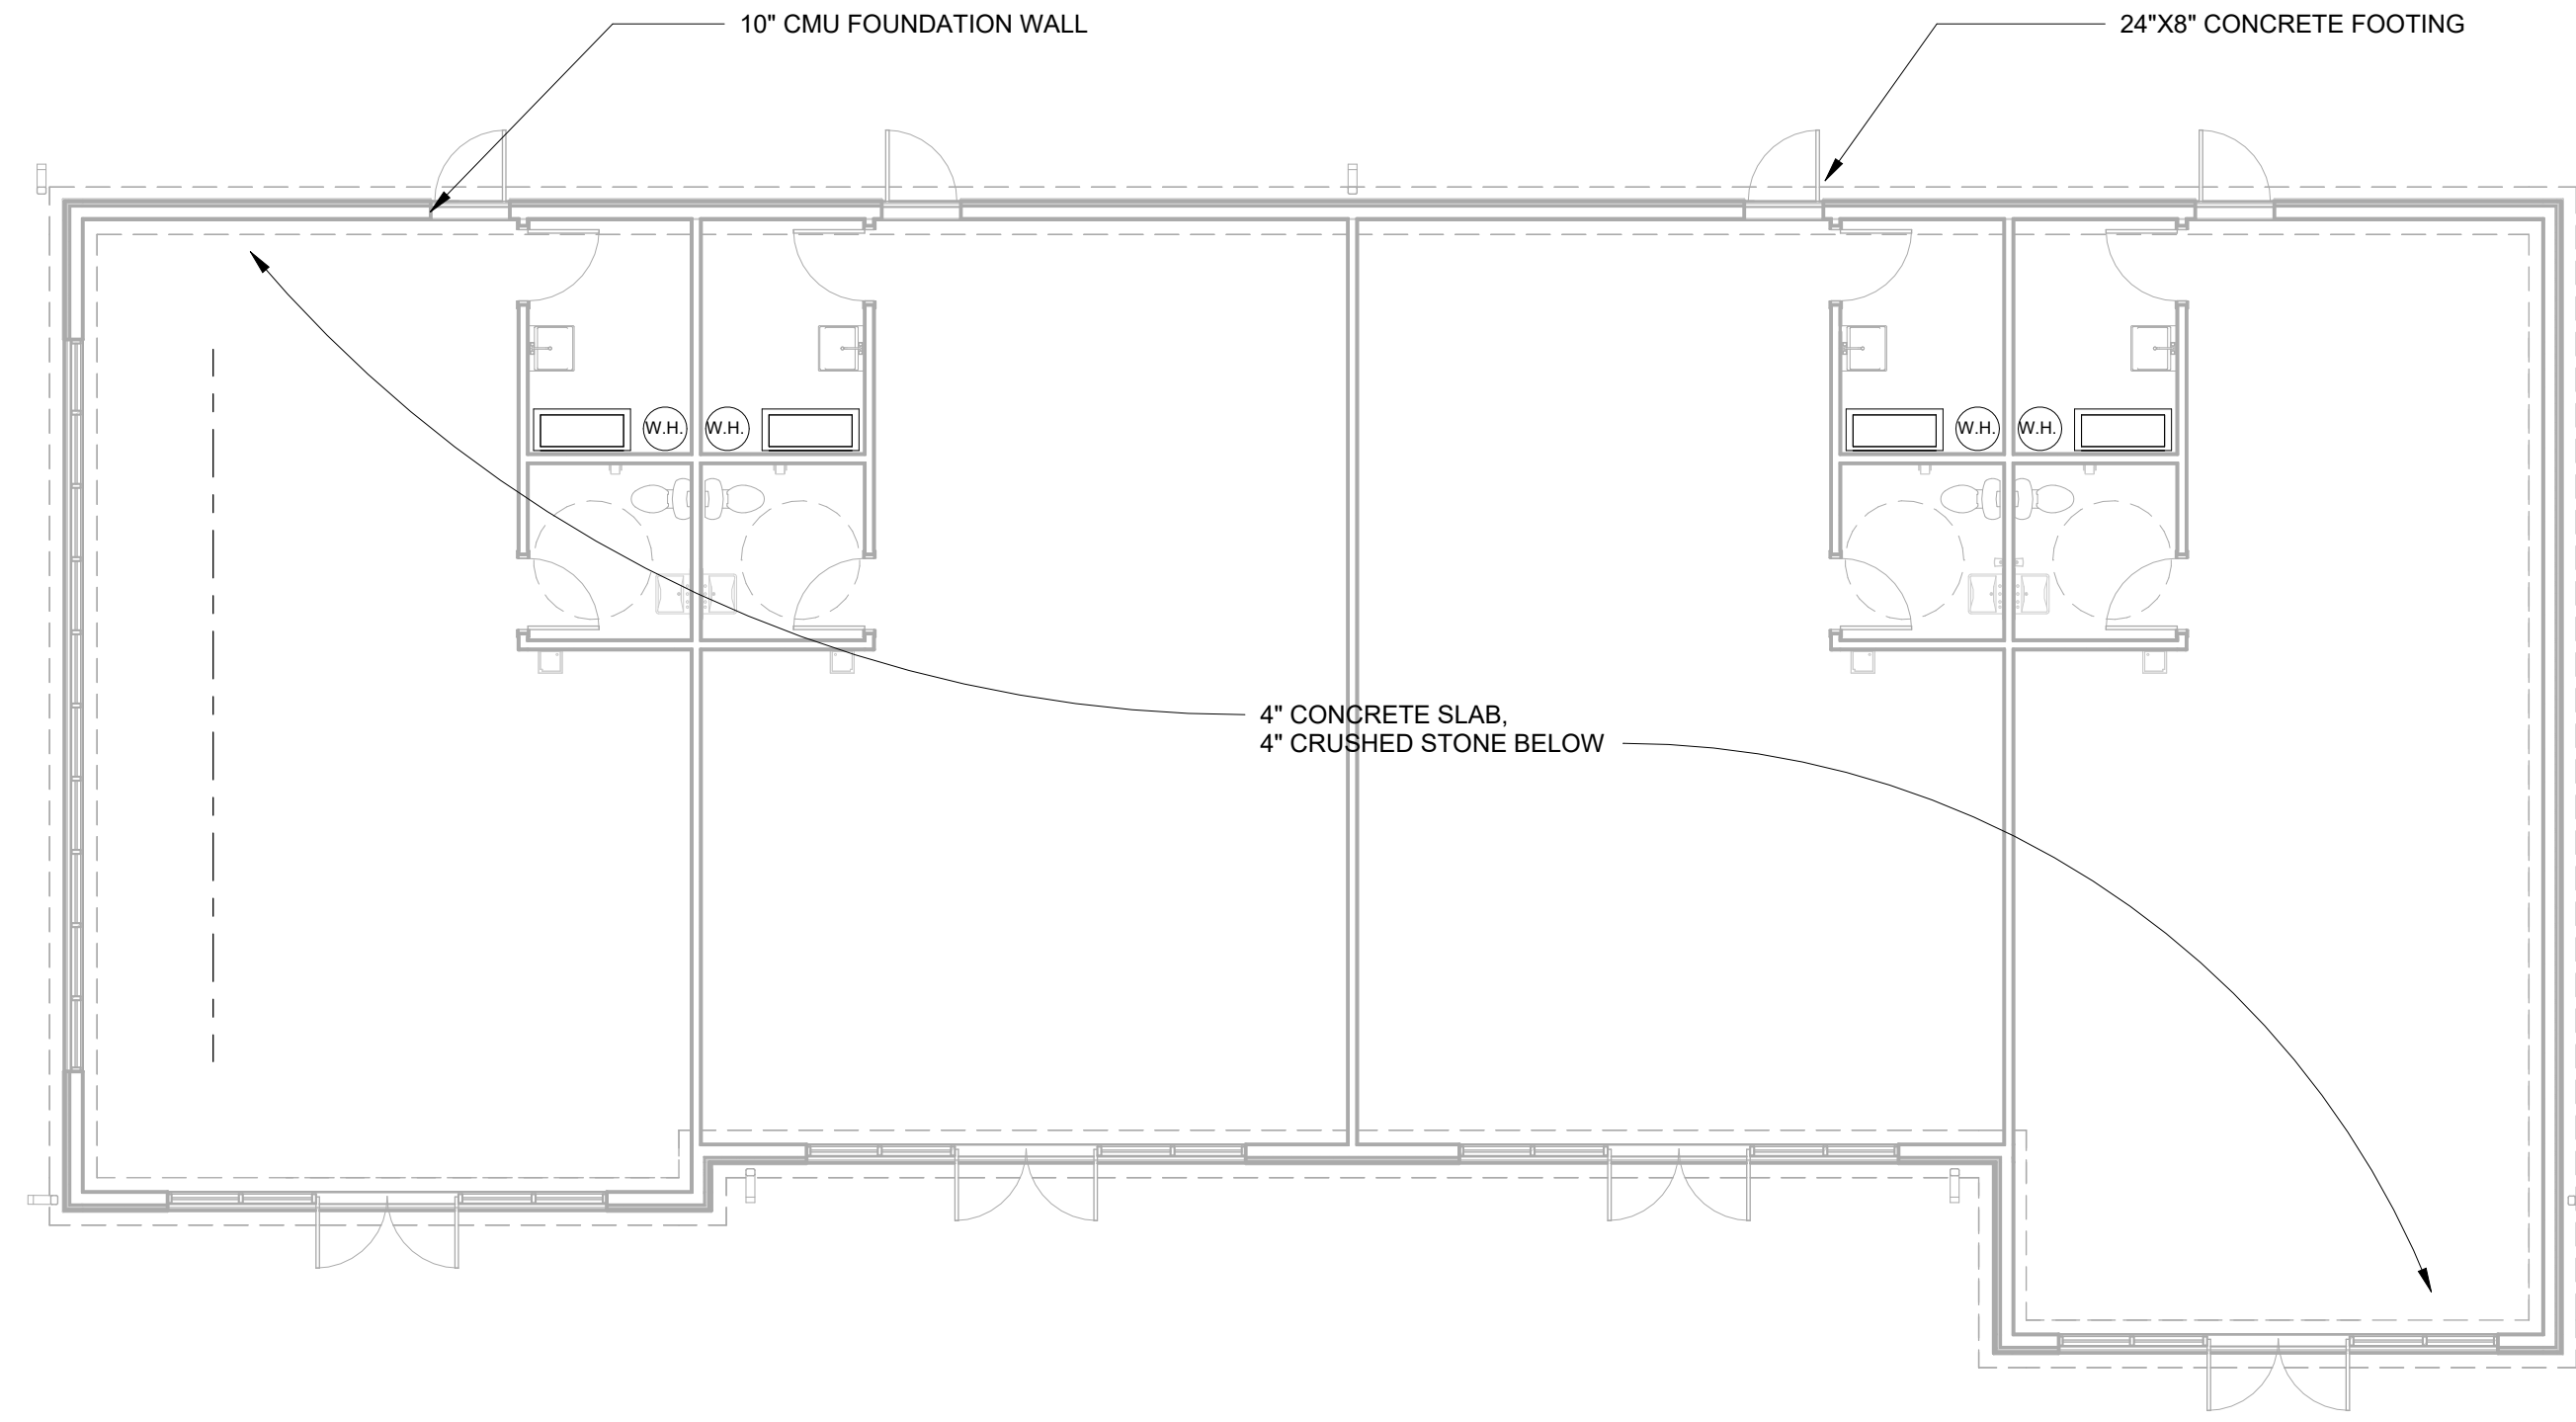 10" CMU FOUNDATION WALL
24"X8" CONCRETE FOOTING
W.H.
W.H.
W.H.
W.H.
4" CONCRETE SLAB,
4" CRUSHED STONE BELOW